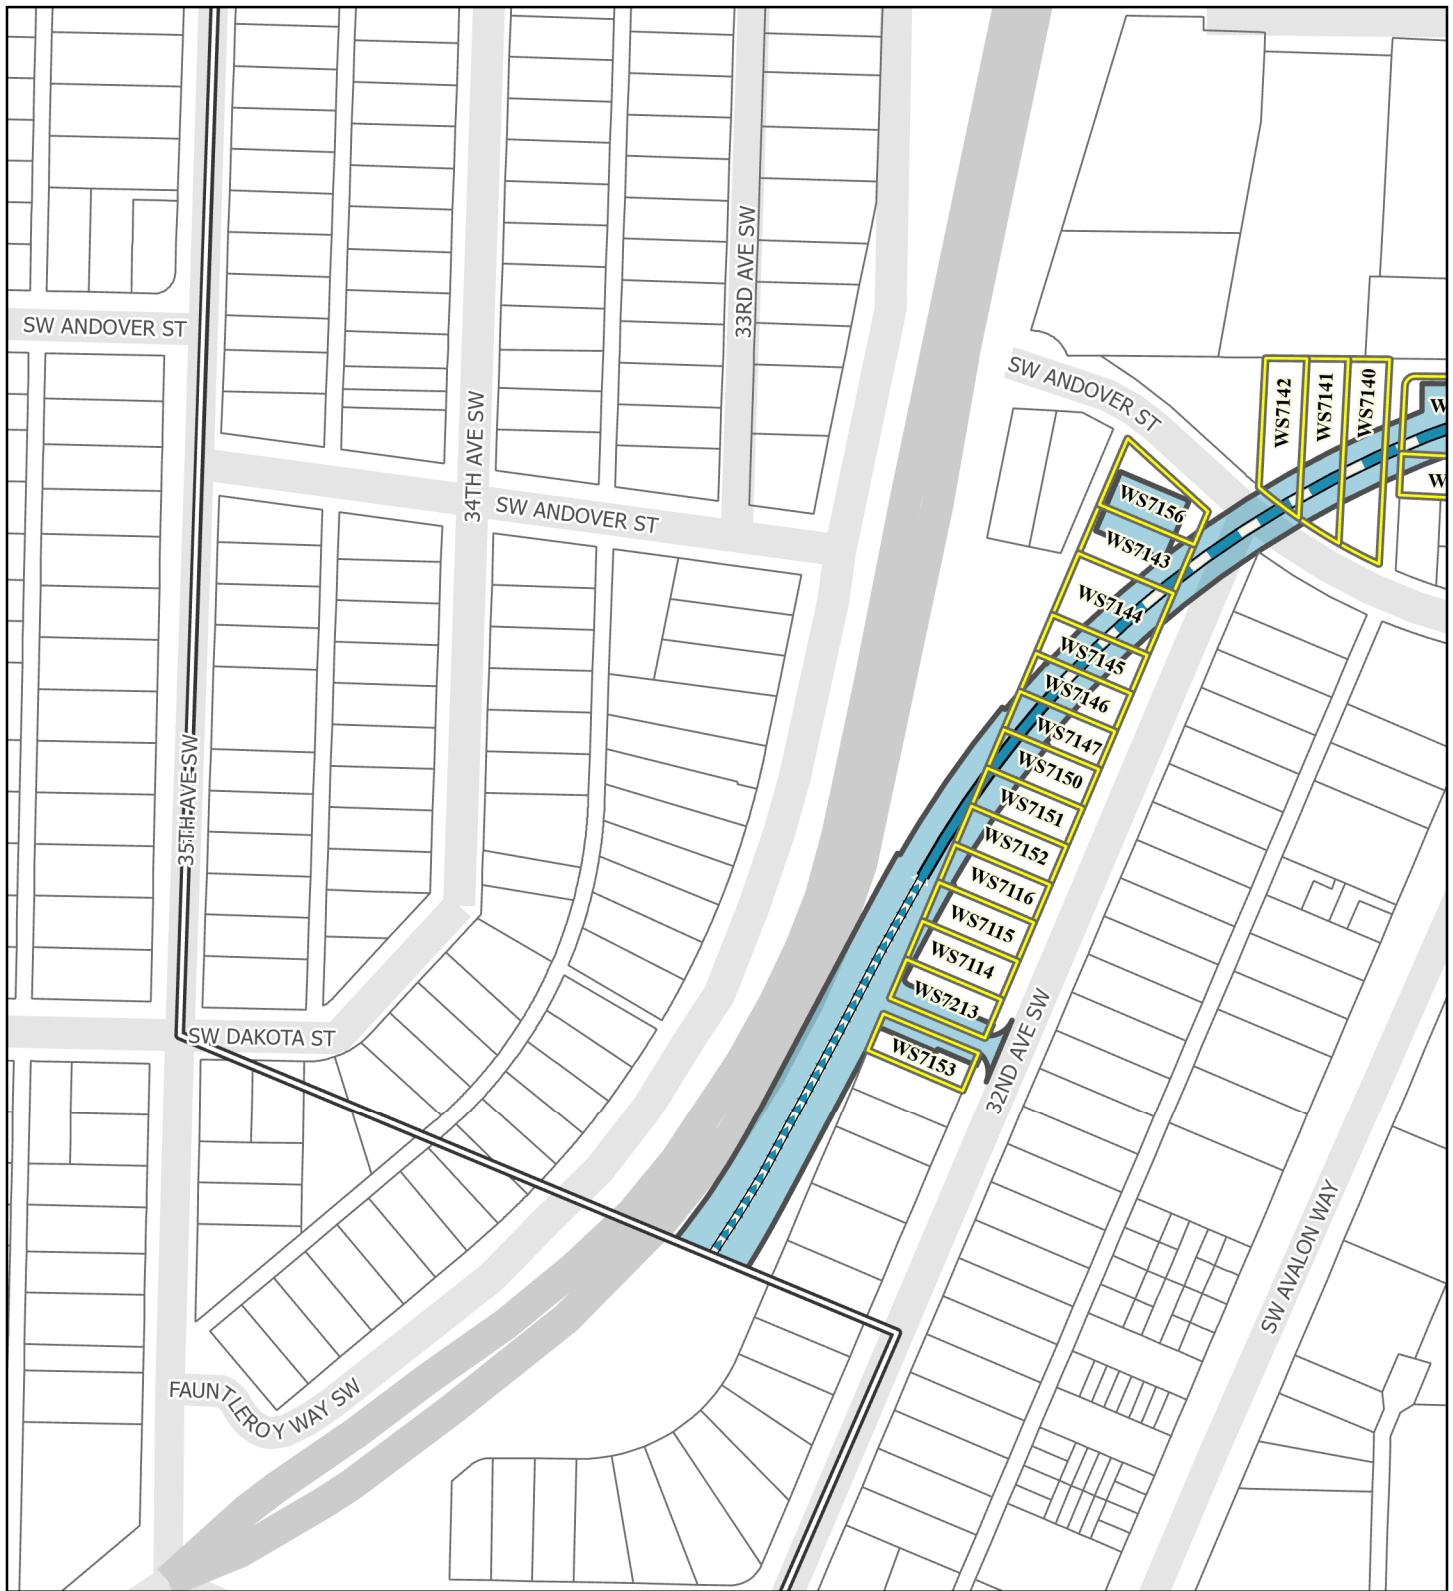 33RD AVE SW
SW ANDOVER ST
SW ANDOVER ST
WS7142
WS7141
WS7140
W
W
34TH AVE SW
SW ANDOVER ST
WS7156
WS7143
WS7144
WS7145
WS7146
WS7147
WS7150
WS7151
WS7152
WS7116
WS7115
WS7114
WS7213
WS7153
35TH AVE SW
SW DAKOTA ST
32ND AVE SW
SW AVALON WAY
FAUNTLEROY WAY SW